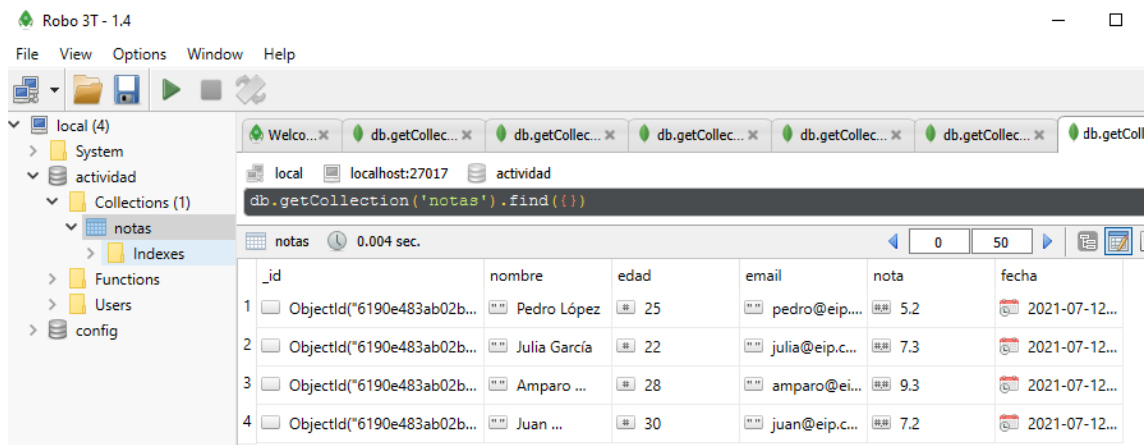 Robo 3T - 1.4
File View Options Window Help
local (4)
System
actividad
Collections (1)
notas
Indexes
Functions
Users
config
Welco... db.getCollec... db.getCollec... db.getCollec... db.getCollec... db.getCollec... db.getColl
local localhost:27017 actividad
db.getCollection('notas').find({})
notas 0.004 sec. 0 50
_id nombre edad email nota fecha
1 ObjectId("6190e483ab02b... "" Pedro López # 25 "" pedro@eip.... #.# 5.2 2021-07-12...
2 ObjectId("6190e483ab02b... "" Julia García # 22 "" julia@eip.c... #.# 7.3 2021-07-12...
3 ObjectId("6190e483ab02b... "" Amparo ... # 28 "" amparo@ei... #.# 9.3 2021-07-12...
4 ObjectId("6190e483ab02b... "" Juan ... # 30 "" juan@eip.c... #.# 7.2 2021-07-12...